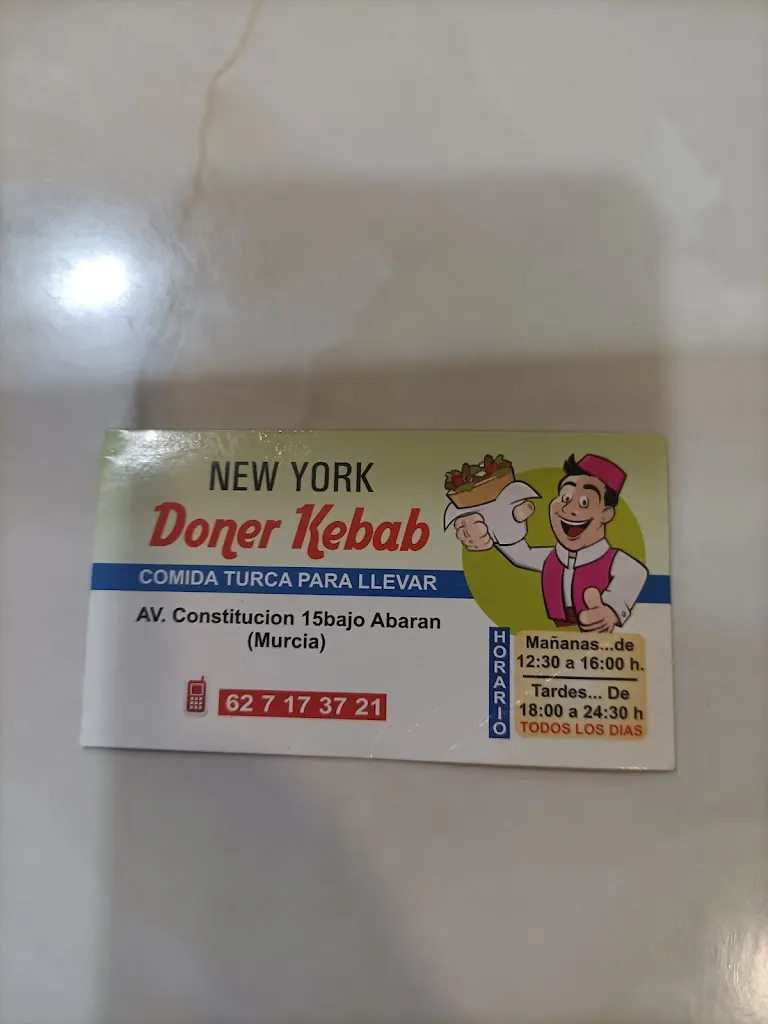 NEW YORK
Doner Kebab
COMIDA TURCA PARA LLEVAR
AV. Constitucion 15bajo Abaran
(Murcia)
62 7 17 37 21
HORARIO
Mañanas...de
12:30 a 16:00 h.
Tardes... De
18:00 a 24:30 h
TODOS LOS DIAS